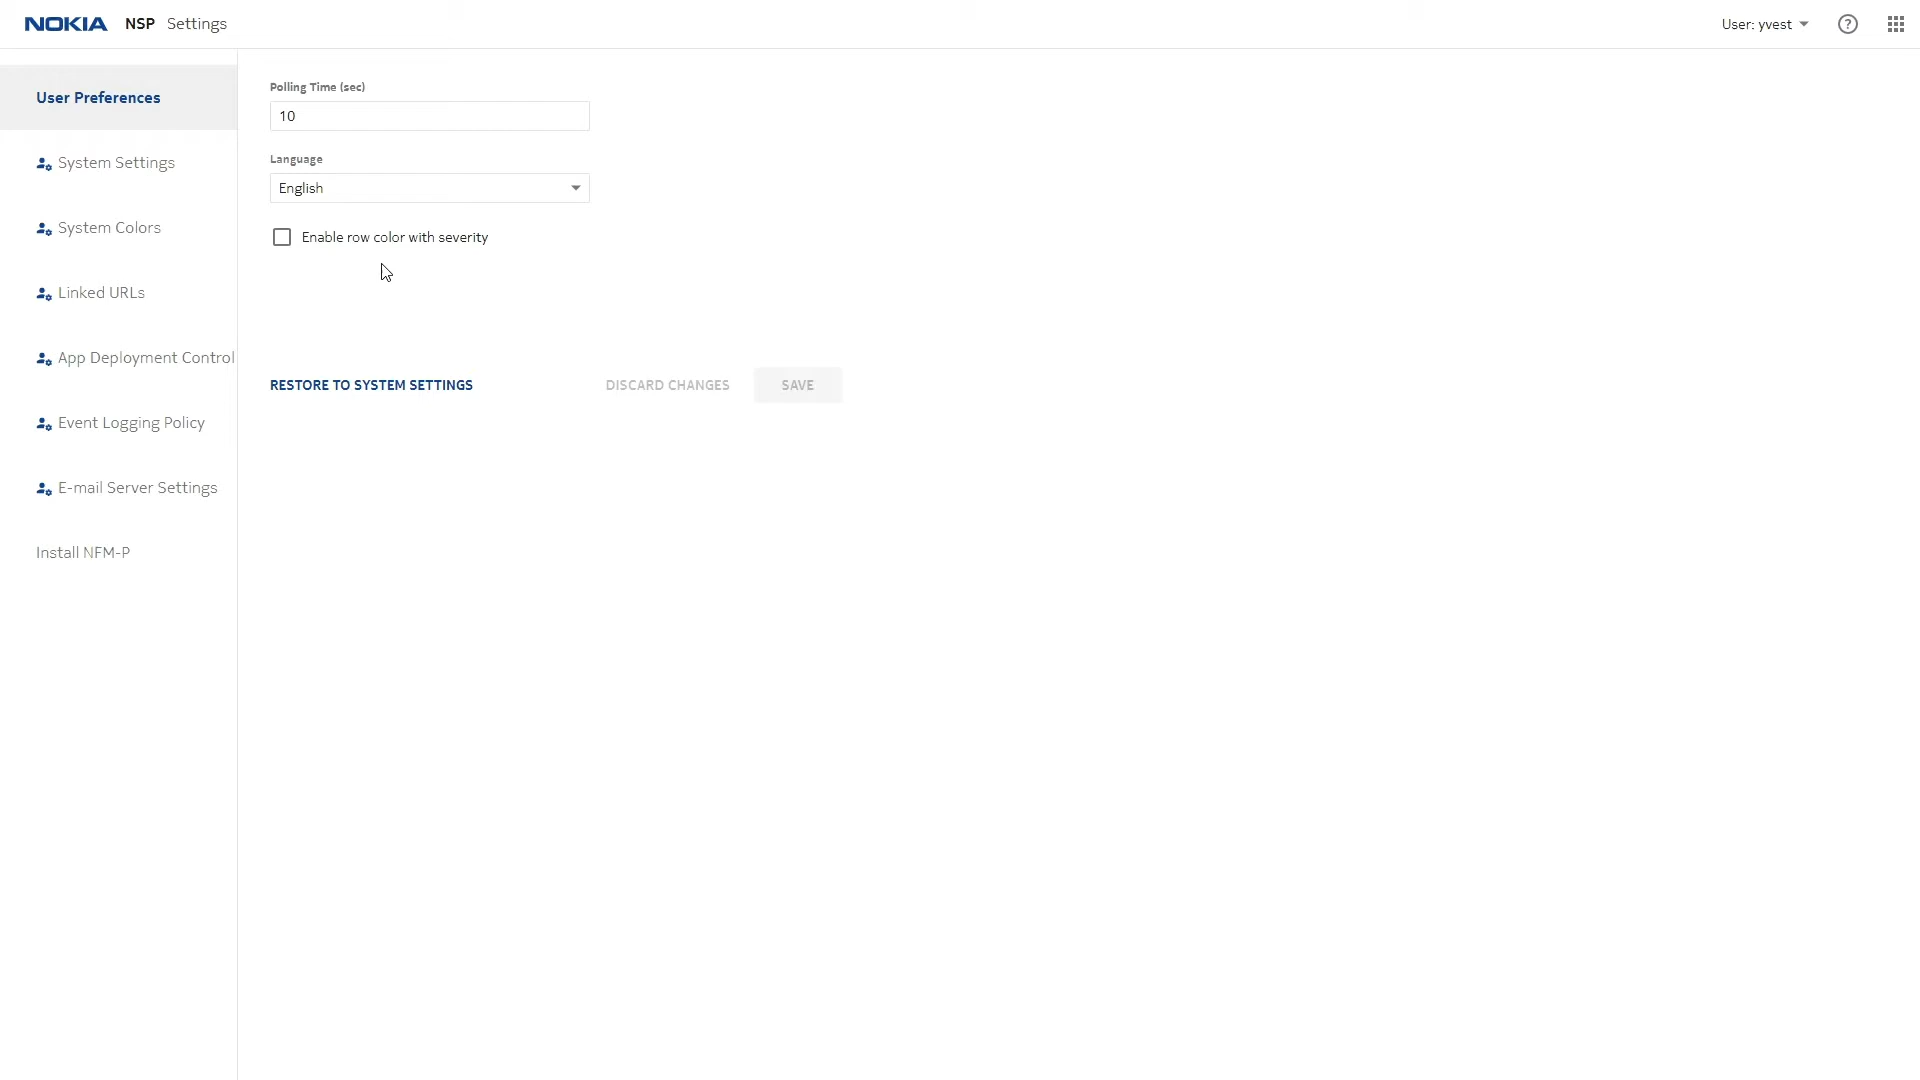 NOKIA NSP Settings
User: yvest
User Preferences
System Settings
System Colors
Linked URLs
App Deployment Control
Event Logging Policy
E-mail Server Settings
Install NFM-P
Polling Time (sec)
10
Language
English
Enable row color with severity
RESTORE TO SYSTEM SETTINGS
DISCARD CHANGES
SAVE